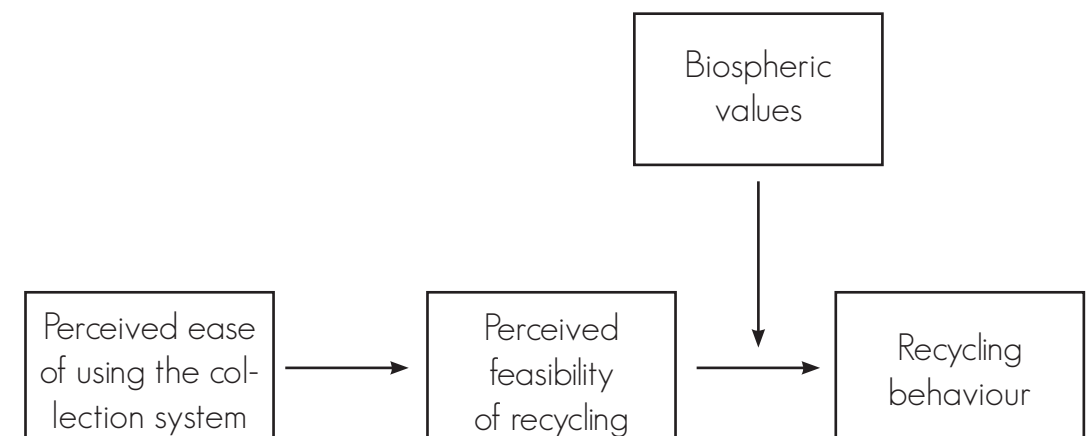 Biospheric
values
Perceived ease
of using the col-
lection system
Perceived
feasibility
of recycling
Recycling
behaviour